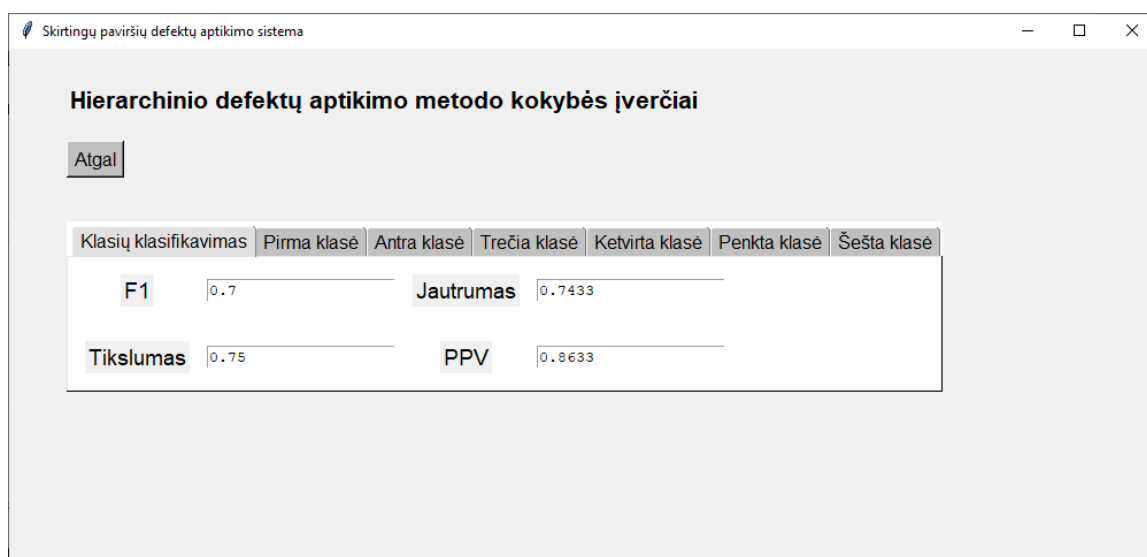 Skirtingų paviršių defektų aptikimo sistema
Hierarchinio defektų aptikimo metodo kokybės įverčiai
Atgal
Klasių klasifikavimas Pirma klasė Antra klasė Trečia klasė Ketvirta klasė Penkta klasė Šešta klasė
F1 0.7 Jautrumas 0.7433
Tikslumas 0.75 PPV 0.8633